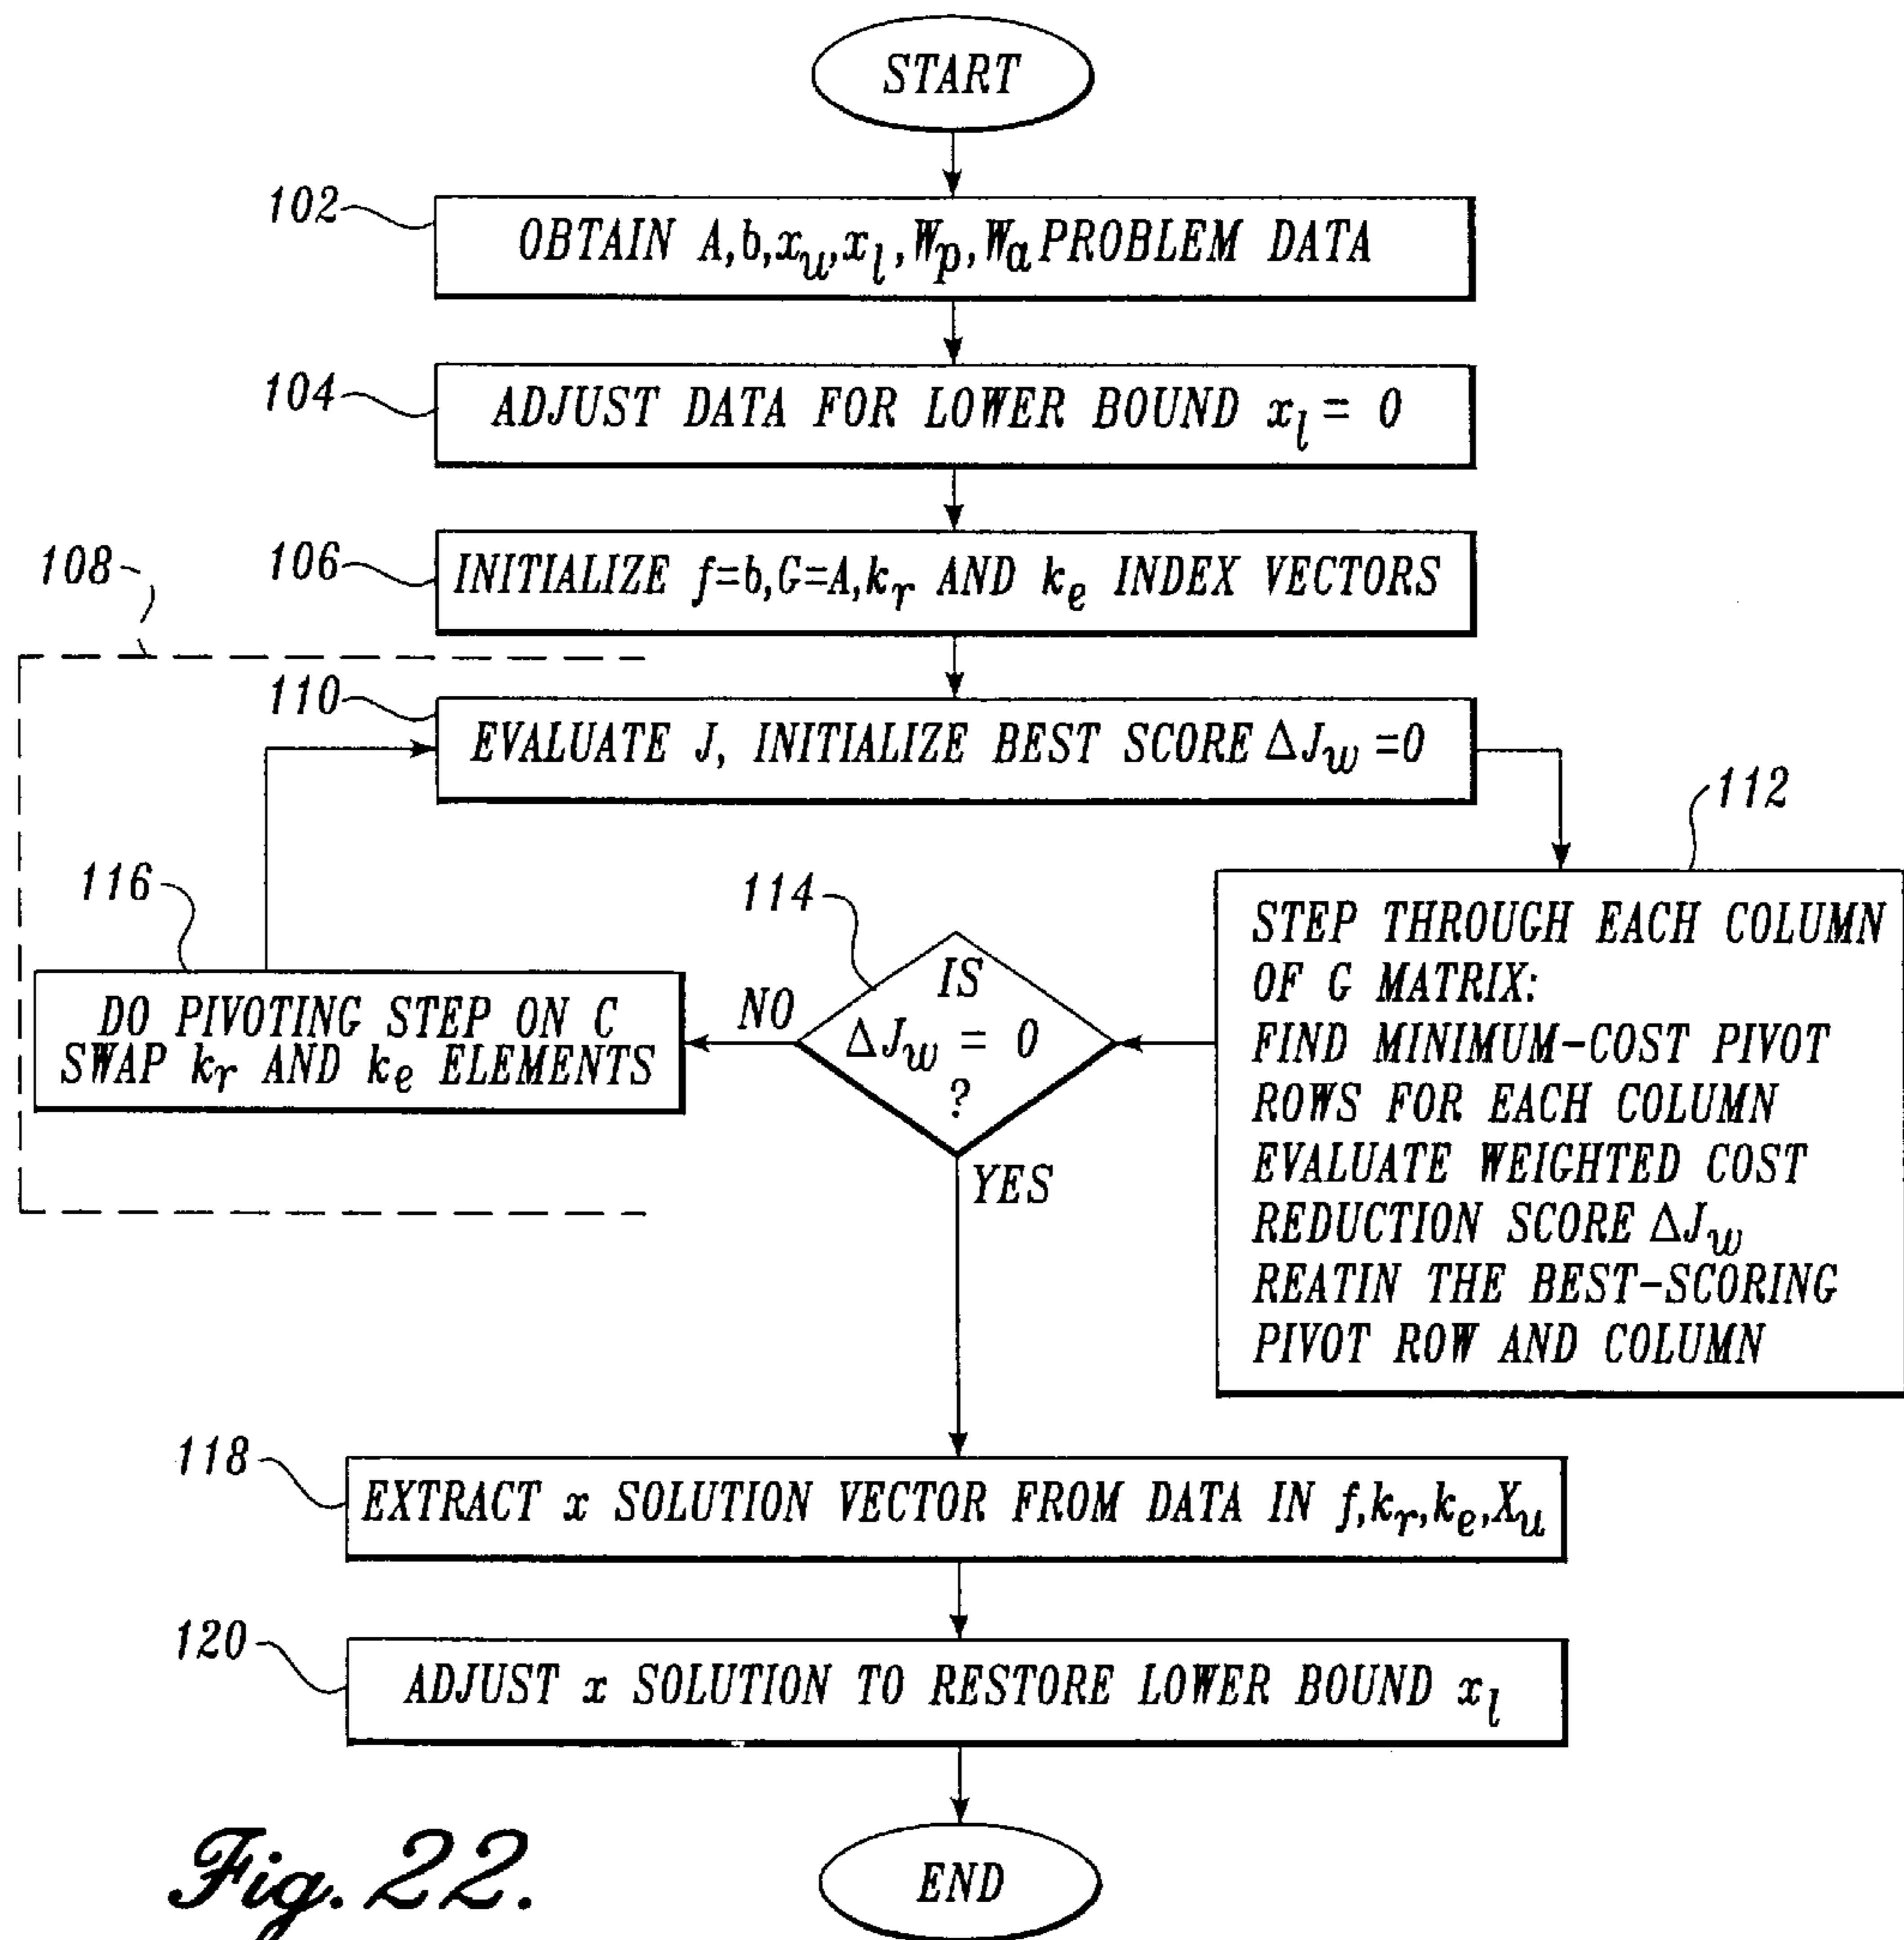 START
102
OBTAIN A,b,x_u,x_l,W_p,W_a PROBLEM DATA
104
ADJUST DATA FOR LOWER BOUND x_l = 0
108
106
INITIALIZE f=b,G=A,k_r AND k_e INDEX VECTORS
110
EVALUATE J, INITIALIZE BEST SCORE ΔJ_w =0
112
STEP THROUGH EACH COLUMN
OF G MATRIX:
FIND MINIMUM-COST PIVOT
ROWS FOR EACH COLUMN
EVALUATE WEIGHTED COST
REDUCTION SCORE ΔJ_w
REATIN THE BEST-SCORING
PIVOT ROW AND COLUMN
114
IS
ΔJ_w = 0
?
NO
YES
116
DO PIVOTING STEP ON C
SWAP k_r AND k_e ELEMENTS
118
EXTRACT x SOLUTION VECTOR FROM DATA IN f,k_r,k_e,X_u
120
ADJUST x SOLUTION TO RESTORE LOWER BOUND x_l
END
Fig. 22.